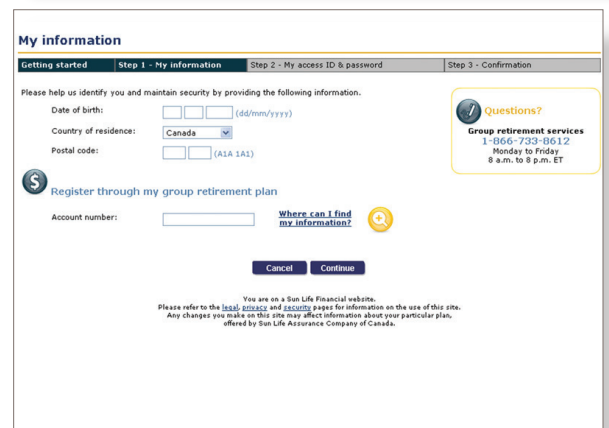 My information
Getting started Step 1 - My information Step 2 - My access ID & password Step 3 - Confirmation
Please help us identify you and maintain security by providing the following information.
Date of birth: (dd/mm/yyyy)
Country of residence: Canada
Postal code: (A1A 1A1)
Questions?
Group retirement services
1-866-733-8612
Monday to Friday
8 a.m. to 8 p.m. ET
$ Register through my group retirement plan
Account number: Where can I find
my information?
Cancel Continue
You are on a Sun Life Financial website.
Please refer to the legal, privacy and security pages for information on the use of this site.
Any changes you make on this site may affect information about your particular plan,
offered by Sun Life Assurance Company of Canada.